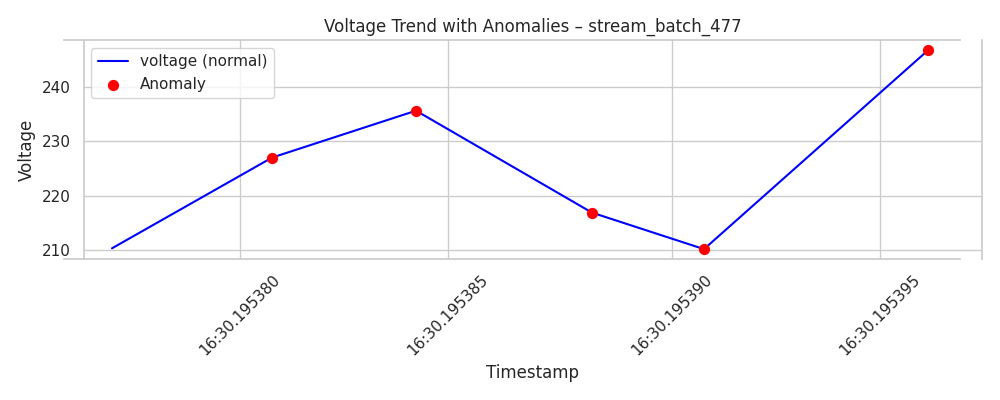 Voltage Trend with Anomalies – stream_batch_477
voltage (normal)
Anomaly
Voltage
240
230
220
210
16:30.195380
16:30.195385
16:30.195390
16:30.195395
Timestamp